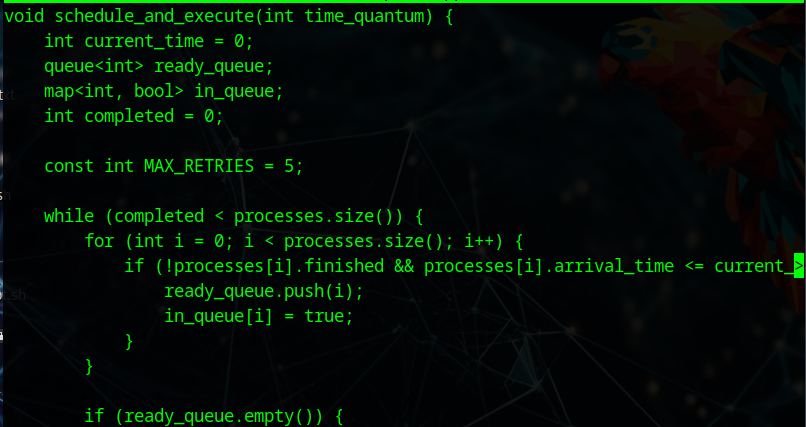 void schedule_and_execute(int time_quantum) {
    int current_time = 0;
    queue<int> ready_queue;
    map<int, bool> in_queue;
    int completed = 0;

    const int MAX_RETRIES = 5;

    while (completed < processes.size()) {
        for (int i = 0; i < processes.size(); i++) {
            if (!processes[i].finished && processes[i].arrival_time <= current_>
                ready_queue.push(i);
                in_queue[i] = true;
            }
        }

        if (ready_queue.empty()) {